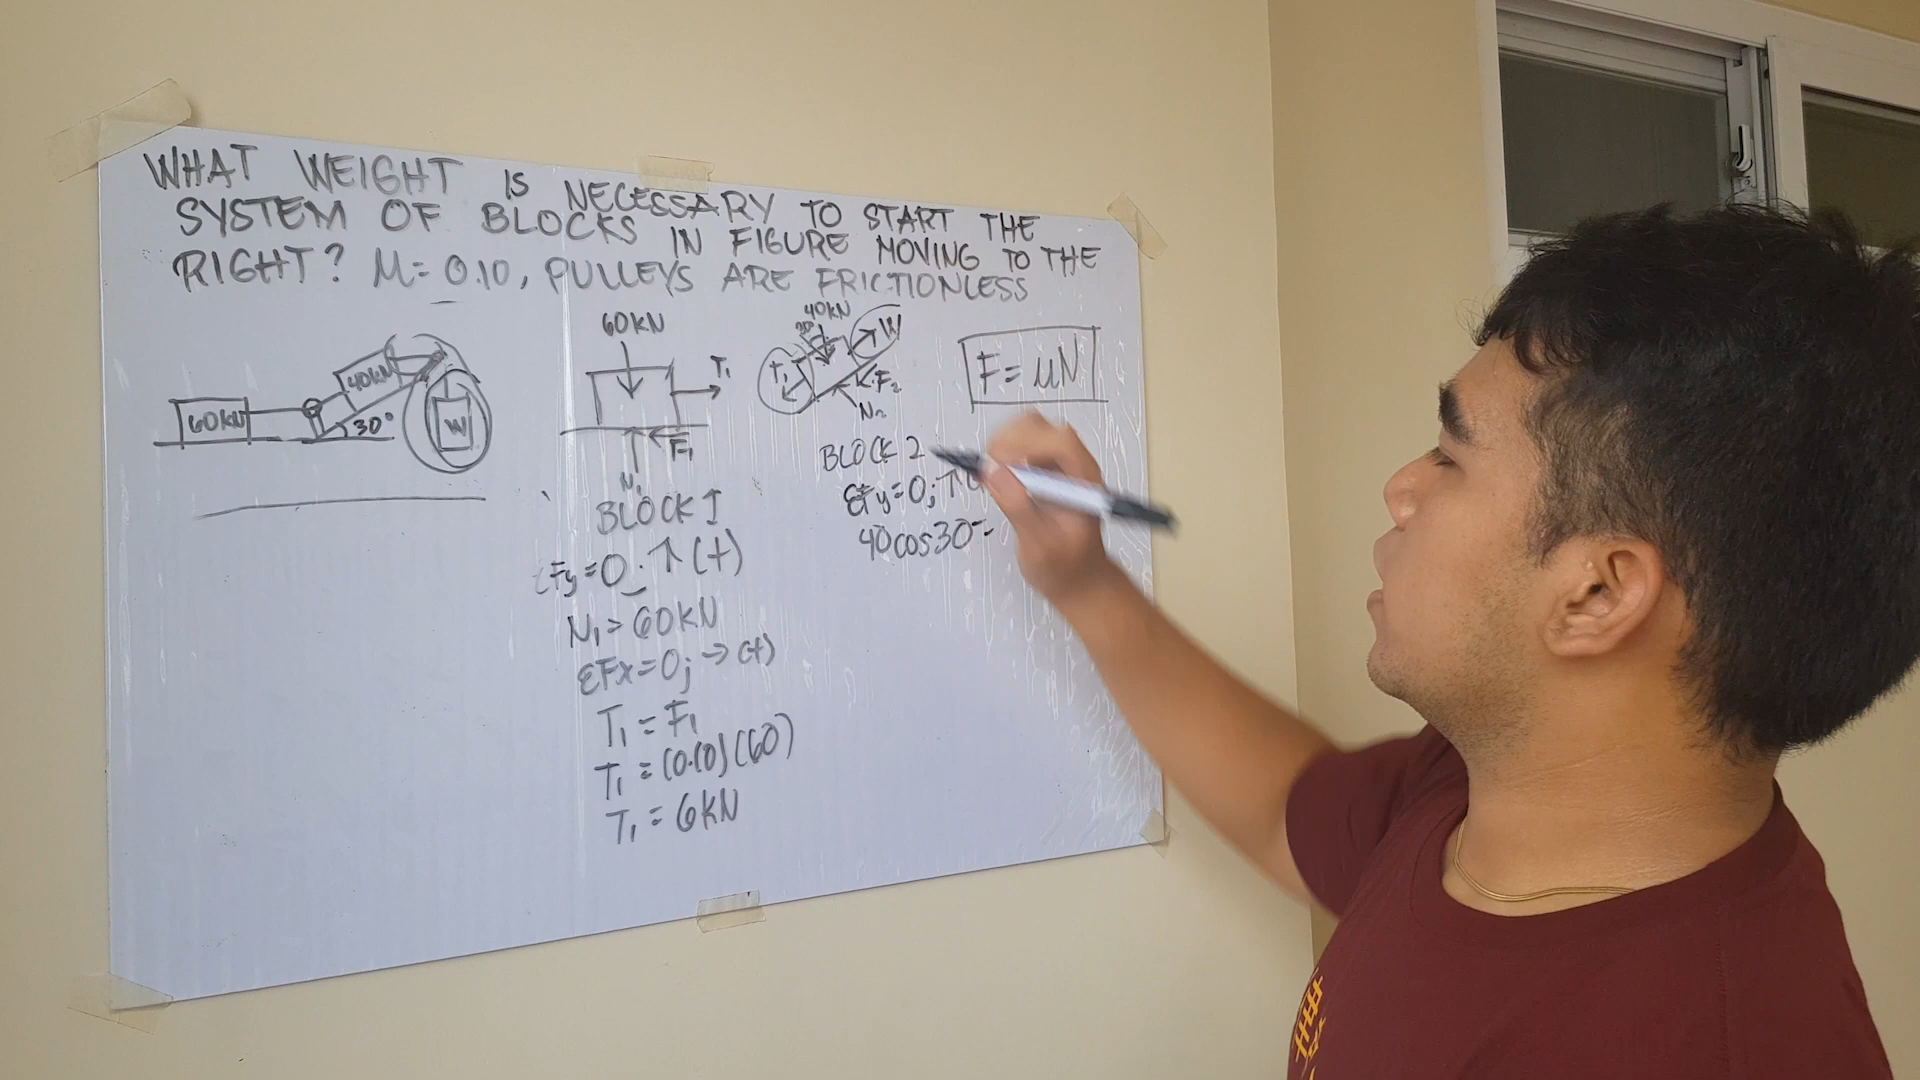 WHAT WEIGHT IS NECESSARY TO START THE
SYSTEM OF BLOCKS IN FIGURE MOVING TO THE
RIGHT? M = 0.10, PULLEYS ARE FRICTIONLESS
60KN
40KN
30°
W
60KN
T₁
F₁
N₁
BLOCK I
ΣFy=0; ↑(+)
N₁ = 60KN
ΣFx=0; →(+)
T₁ = F₁
T₁ = (0.10)(60)
T₁ = 6KN
40KN
30°
W
T₁
F₂
N₂
F = μN
BLOCK 2
ΣFy=0; ↑
40cos30 =